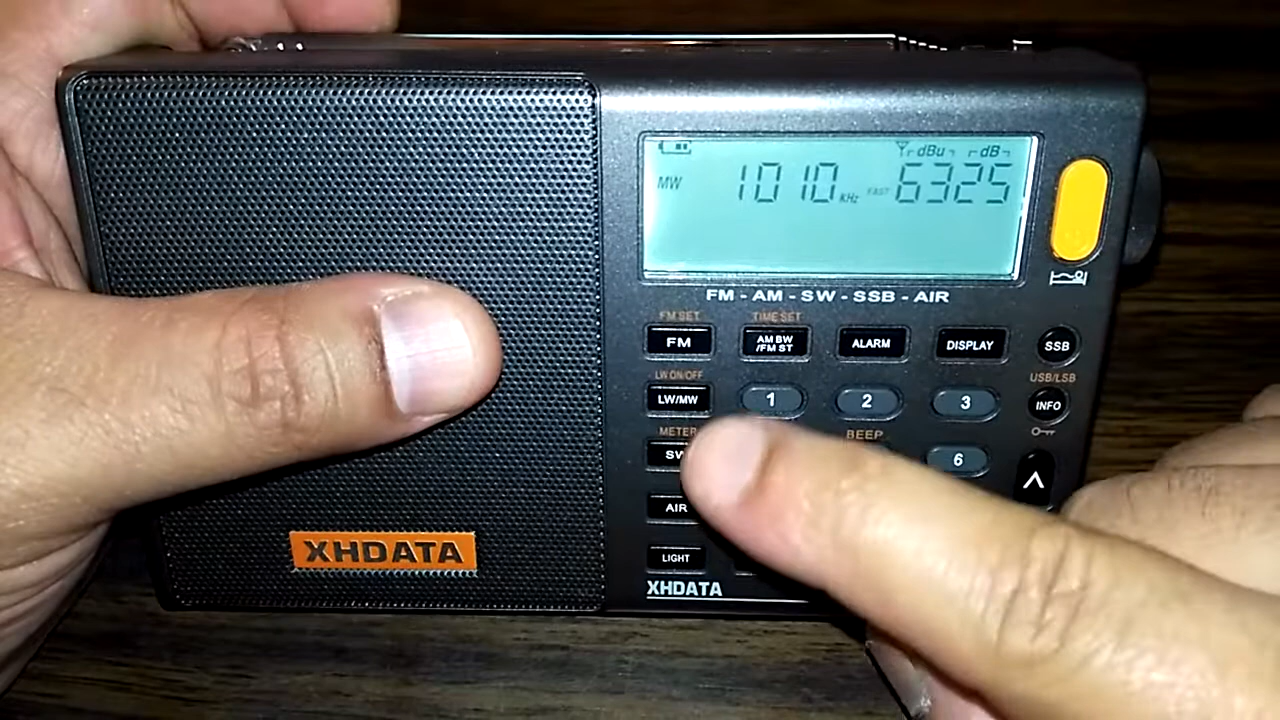 dBu dB
MW 1010 KHz FAST 6325
FM - AM - SW - SSB - AIR
FM SET TIME SET
FM AM BW /FM ST ALARM DISPLAY SSB
LW ON/OFF USB/LSB
LW/MW 1 2 3 INFO
METER BEEP
SW 6
AIR
LIGHT
XHDATA
XHDATA